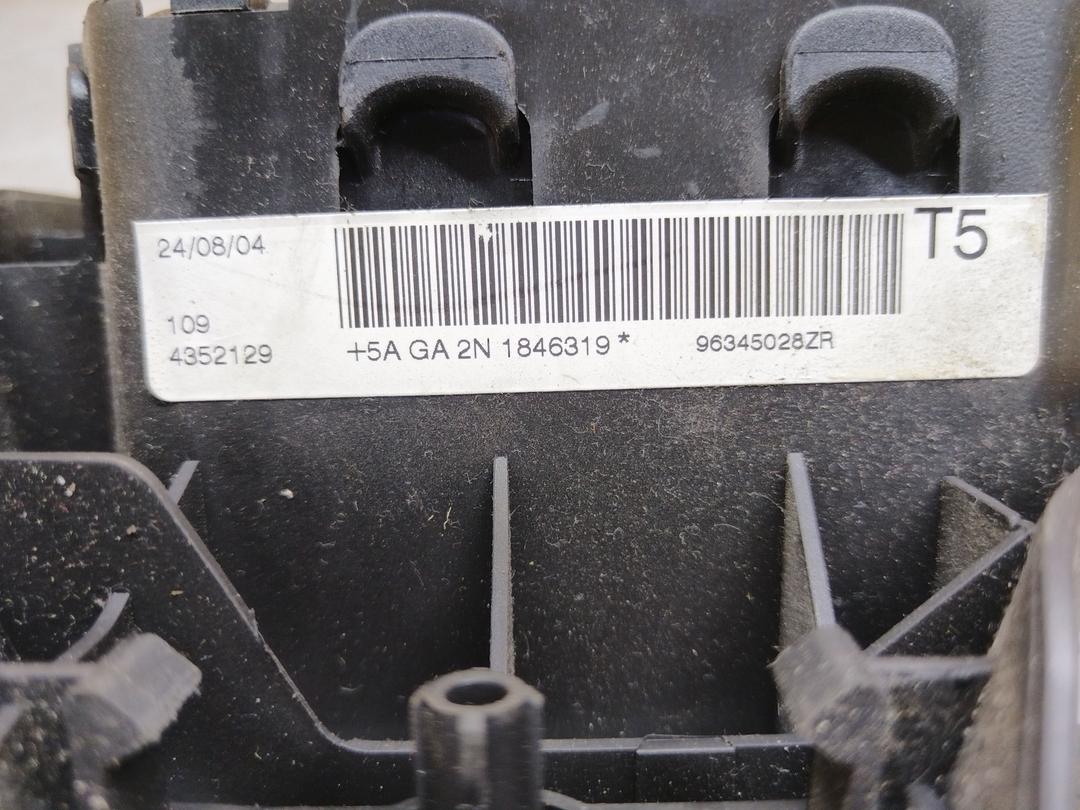 24/08/04
T5
109
4352129
+5A GA 2N 1846319 *
96345028ZR